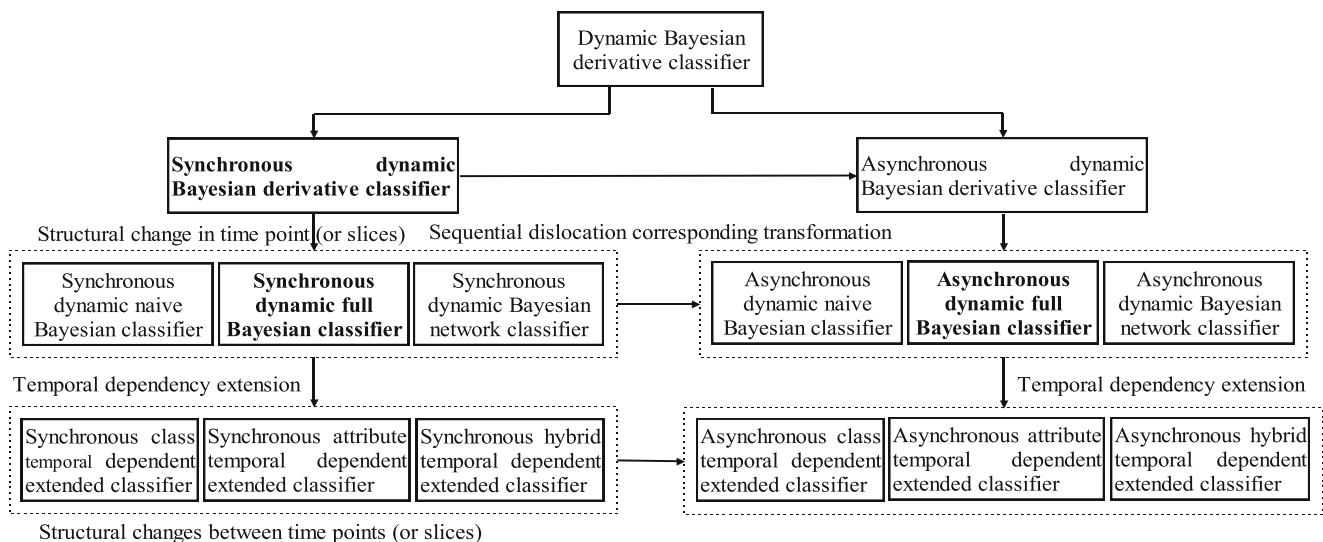 Dynamic Bayesian
derivative classifier
Synchronous dynamic
Bayesian derivative classifier
Asynchronous dynamic
Bayesian derivative classifier
Structural change in time point (or slices)
Sequential dislocation corresponding transformation
Synchronous
dynamic naive
Bayesian classifier
Synchronous
dynamic full
Bayesian classifier
Synchronous
dynamic Bayesian
network classifier
Asynchronous
dynamic naive
Bayesian classifier
Asynchronous
dynamic full
Bayesian classifier
Asynchronous
dynamic Bayesian
network classifier
Temporal dependency extension
Temporal dependency extension
Synchronous class
temporal dependent
extended classifier
Synchronous attribute
temporal dependent
extended classifier
Synchronous hybrid
temporal dependent
extended classifier
Asynchronous class
temporal dependent
extended classifier
Asynchronous attribute
temporal dependent
extended classifier
Asynchronous hybrid
temporal dependent
extended classifier
Structural changes between time points (or slices)